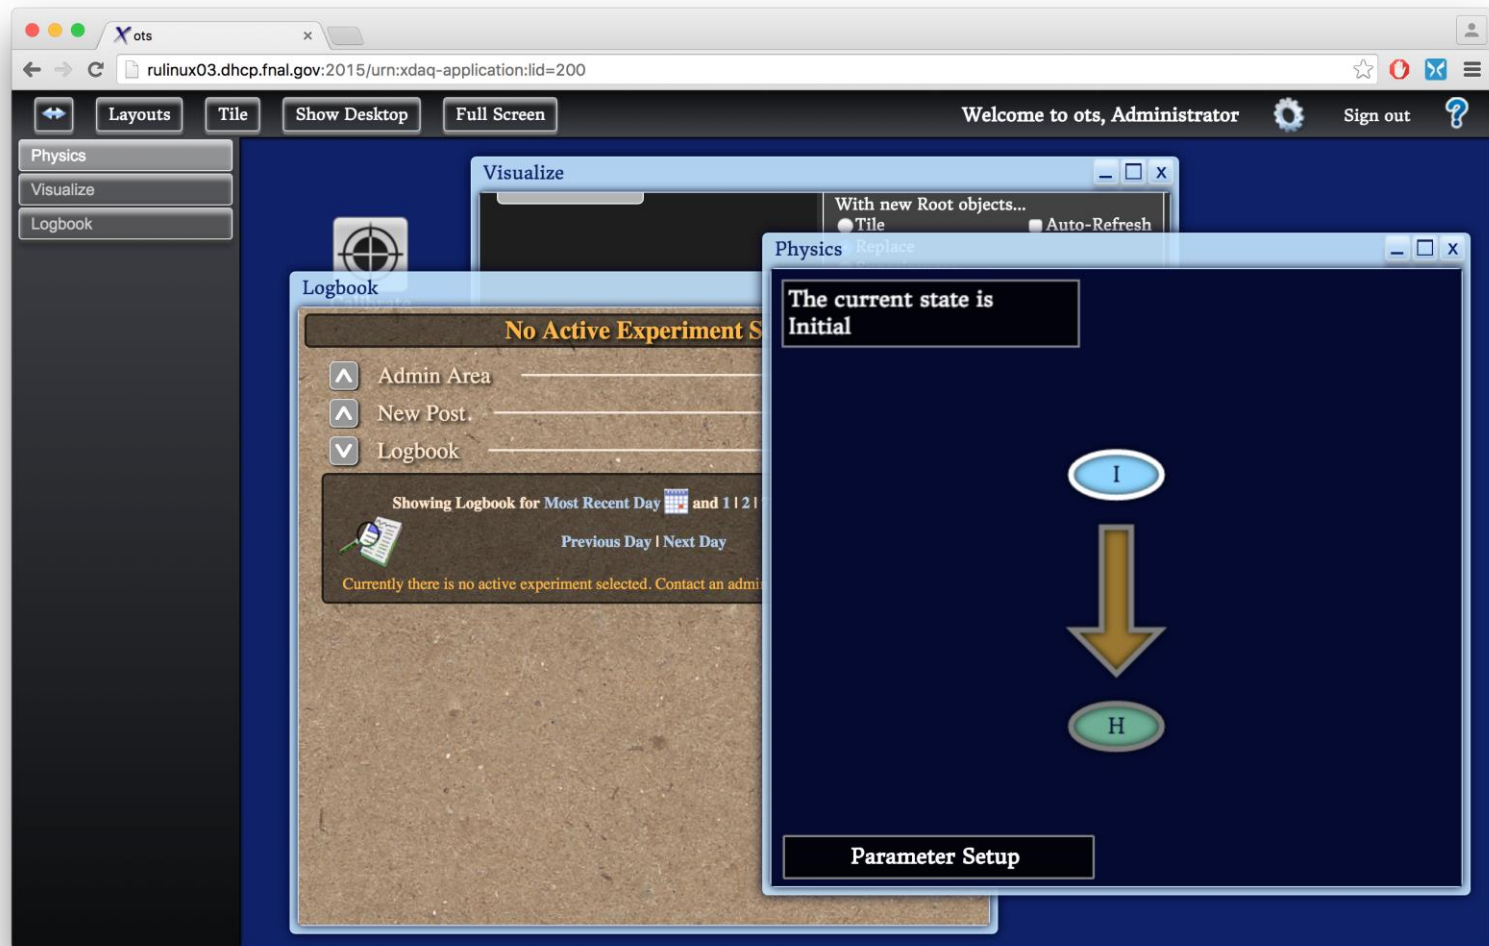 ots
rulinux03.dhcp.fnal.gov:2015/urn:xdaq-application:lid=200
Layouts
Tile
Show Desktop
Full Screen
Welcome to ots, Administrator
Sign out
Physics
Visualize
Logbook
Visualize
With new Root objects...
Tile
Auto-Refresh
Replace
Physics
The current state is
Initial
I
H
Parameter Setup
Calibrate
Logbook
No Active Experiment S
Admin Area
New Post.
Logbook
Showing Logbook for Most Recent Day and 1 | 2 |
Previous Day | Next Day
Currently there is no active experiment selected. Contact an admi